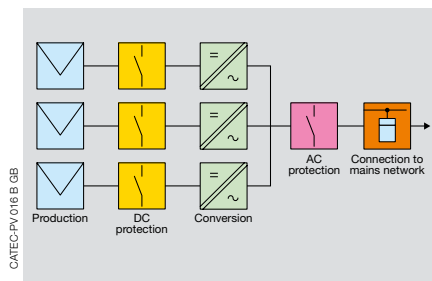 Production
DC
protection
Conversion
AC
protection
Connection to
mains network
CATEC-PV 016 B GB